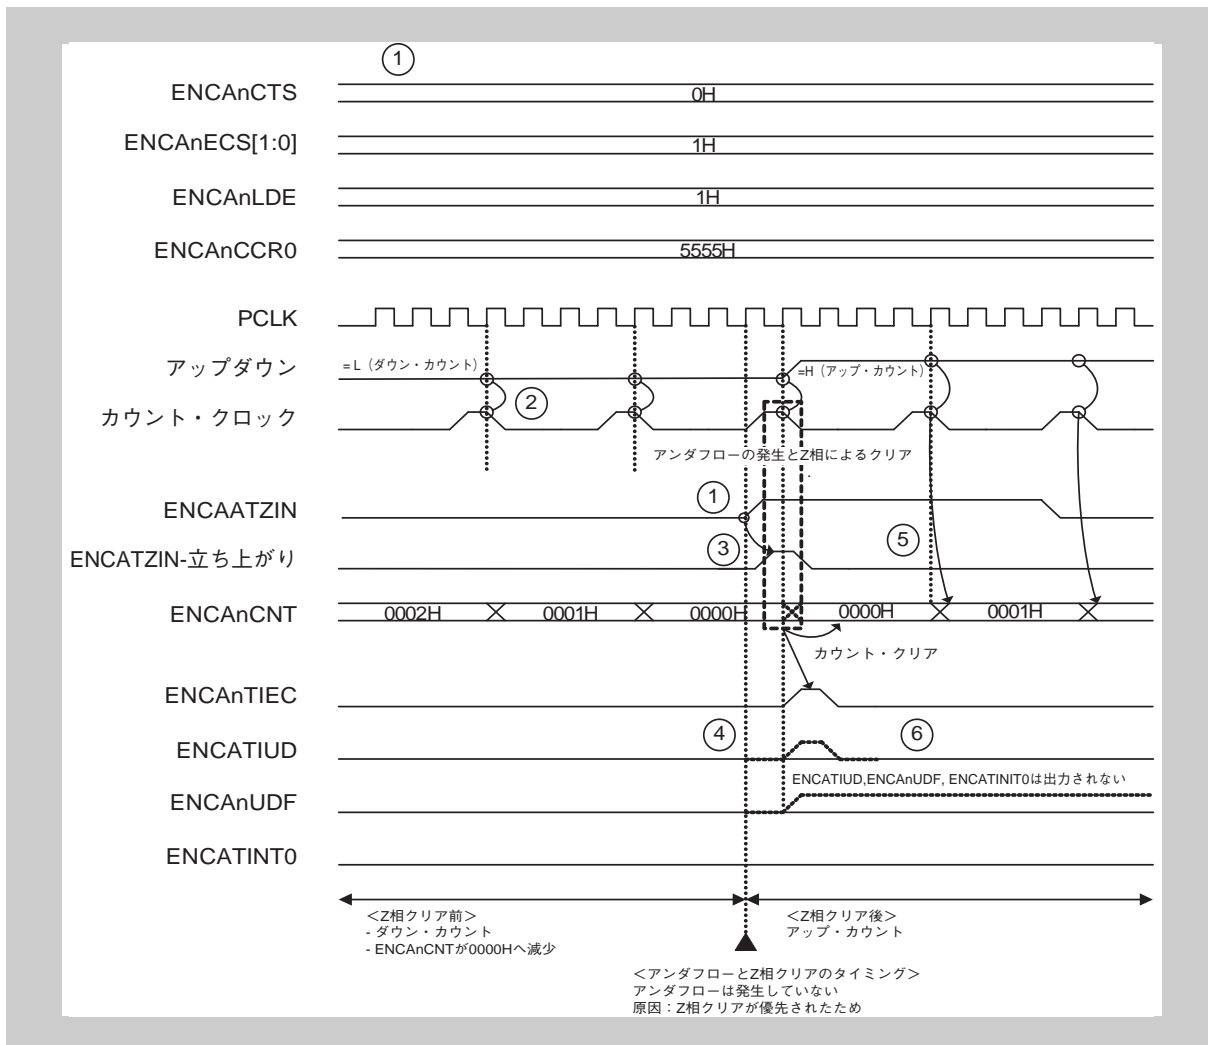 ①
ENCAnCTS
0H
ENCAnECS[1:0]
1H
ENCAnLDE
1H
ENCAnCCR0
5555H
PCLK
アップダウン
=L（ダウン・カウント）
=H（アップ・カウント）
カウント・クロック
②
アンダフローの発生とZ相によるクリア
ENCAATZIN
①
ENCATZIN-立ち上がり
③
⑤
ENCAnCNT
0002H
0001H
0000H
0000H
0001H
カウント・クリア
ENCAnTIEC
ENCATIUD
④
⑥
ENCATIUD,ENCAnUDF, ENCATINIT0は出力されない
ENCAnUDF
ENCATINT0
＜Z相クリア前＞
- ダウン・カウント
- ENCAnCNTが0000Hへ減少
＜Z相クリア後＞
アップ・カウント
＜アンダフローとZ相クリアのタイミング＞
アンダフローは発生していない
原因：Z相クリアが優先されたため